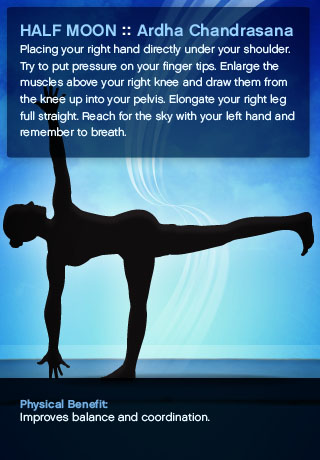 HALF MOON :: Ardha Chandrasana
Placing your right hand directly under your shoulder.
Try to put pressure on your finger tips. Enlarge the
muscles above your right knee and draw them from
the knee up into your pelvis. Elongate your right leg
full straight. Reach for the sky with your left hand and
remember to breath.
Physical Benefit:
Improves balance and coordination.